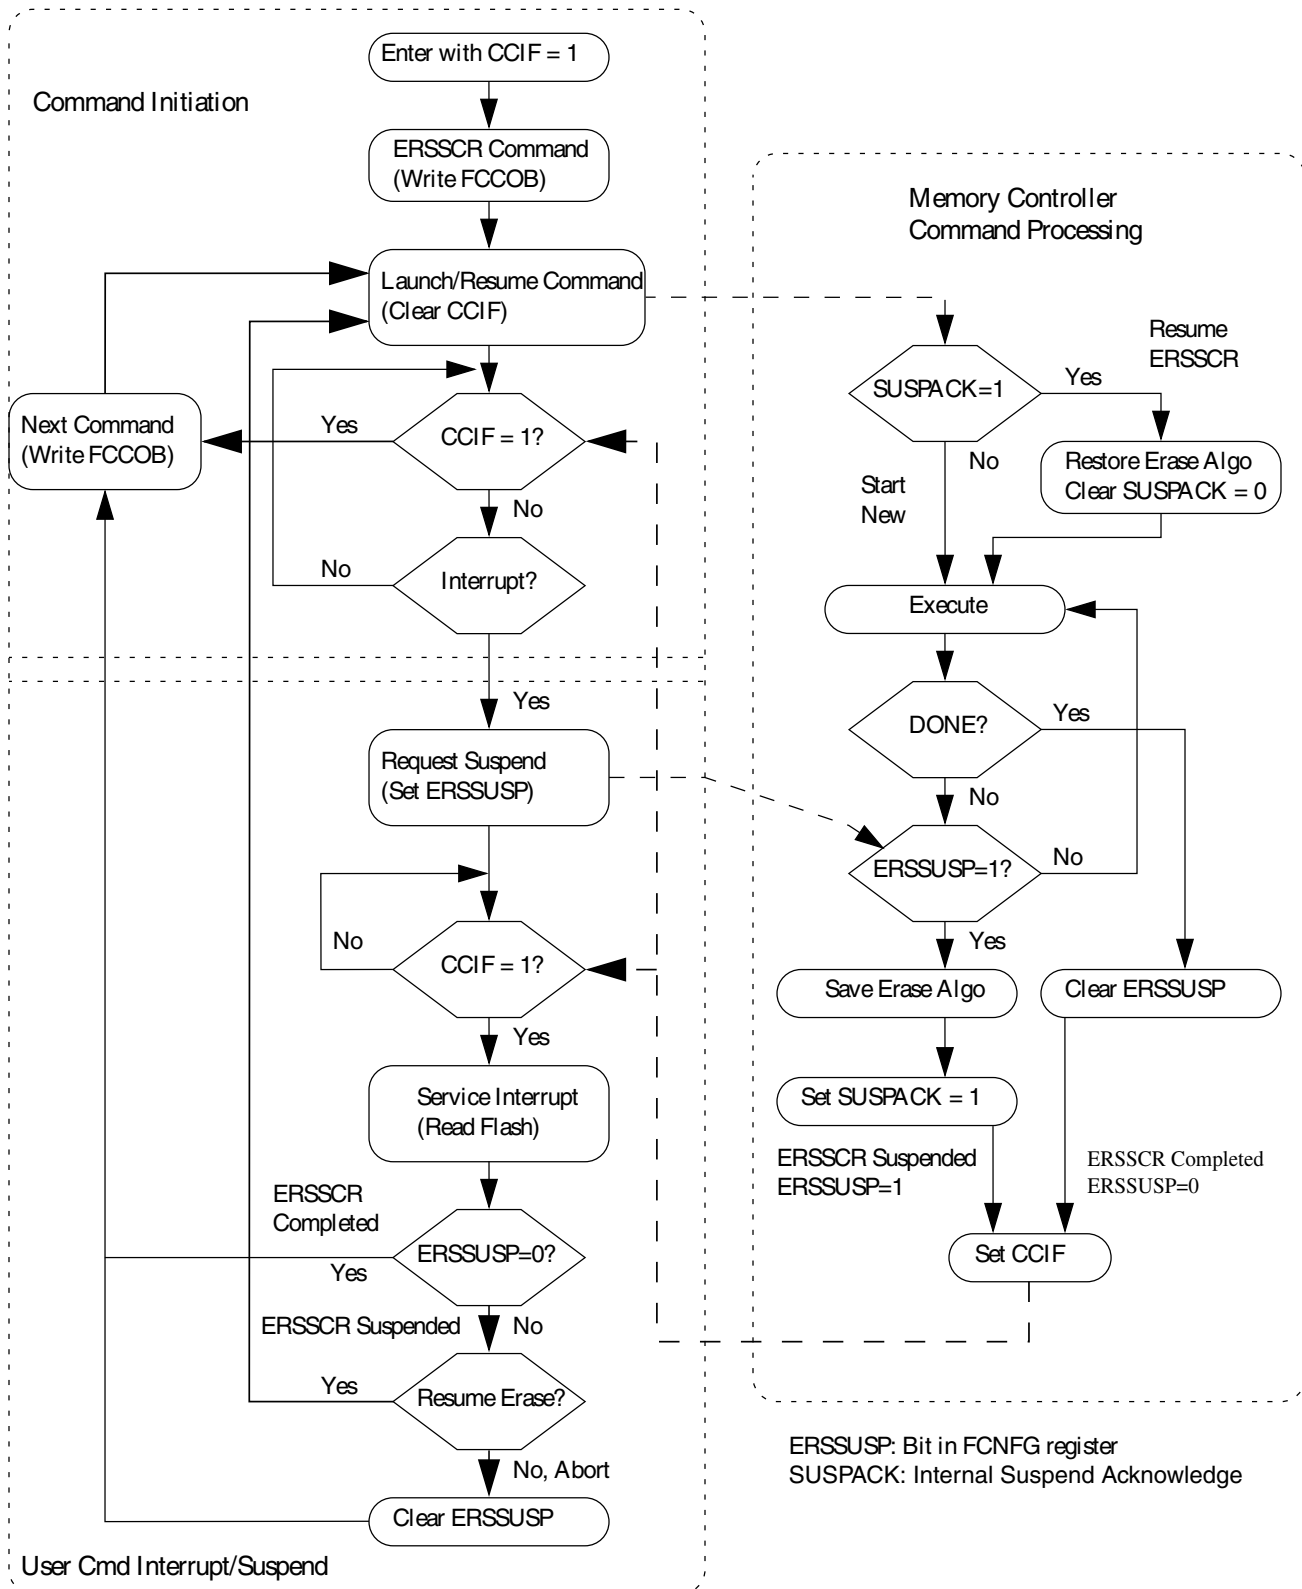 Enter with CCIF = 1
Command Initiation
ERSSCR Command
(Write FCCOB)
Memory Controller
Command Processing
Launch/Resume Command
(Clear CCIF)
Resume
ERSSCR
SUSPACK=1
Yes
Next Command
(Write FCCOB)
Yes
CCIF = 1?
No
Restore Erase Algo
Clear SUSPACK = 0
Start
New
No
No
Interrupt?
Execute
Yes
DONE?
Yes
Request Suspend
(Set ERSSUSP)
No
ERSSUSP=1?
No
No
CCIF = 1?
Yes
Save Erase Algo
Clear ERSSUSP
Yes
Service Interrupt
(Read Flash)
Set SUSPACK = 1
ERSSCR Suspended
ERSSUSP=1
ERSSCR Completed
ERSSUSP=0
ERSSCR
Completed
ERSSUSP=0?
Yes
Set CCIF
ERSSCR Suspended
No
Yes
Resume Erase?
No, Abort
Clear ERSSUSP
ERSSUSP: Bit in FCNFG register
SUSPACK: Internal Suspend Acknowledge
User Cmd Interrupt/Suspend